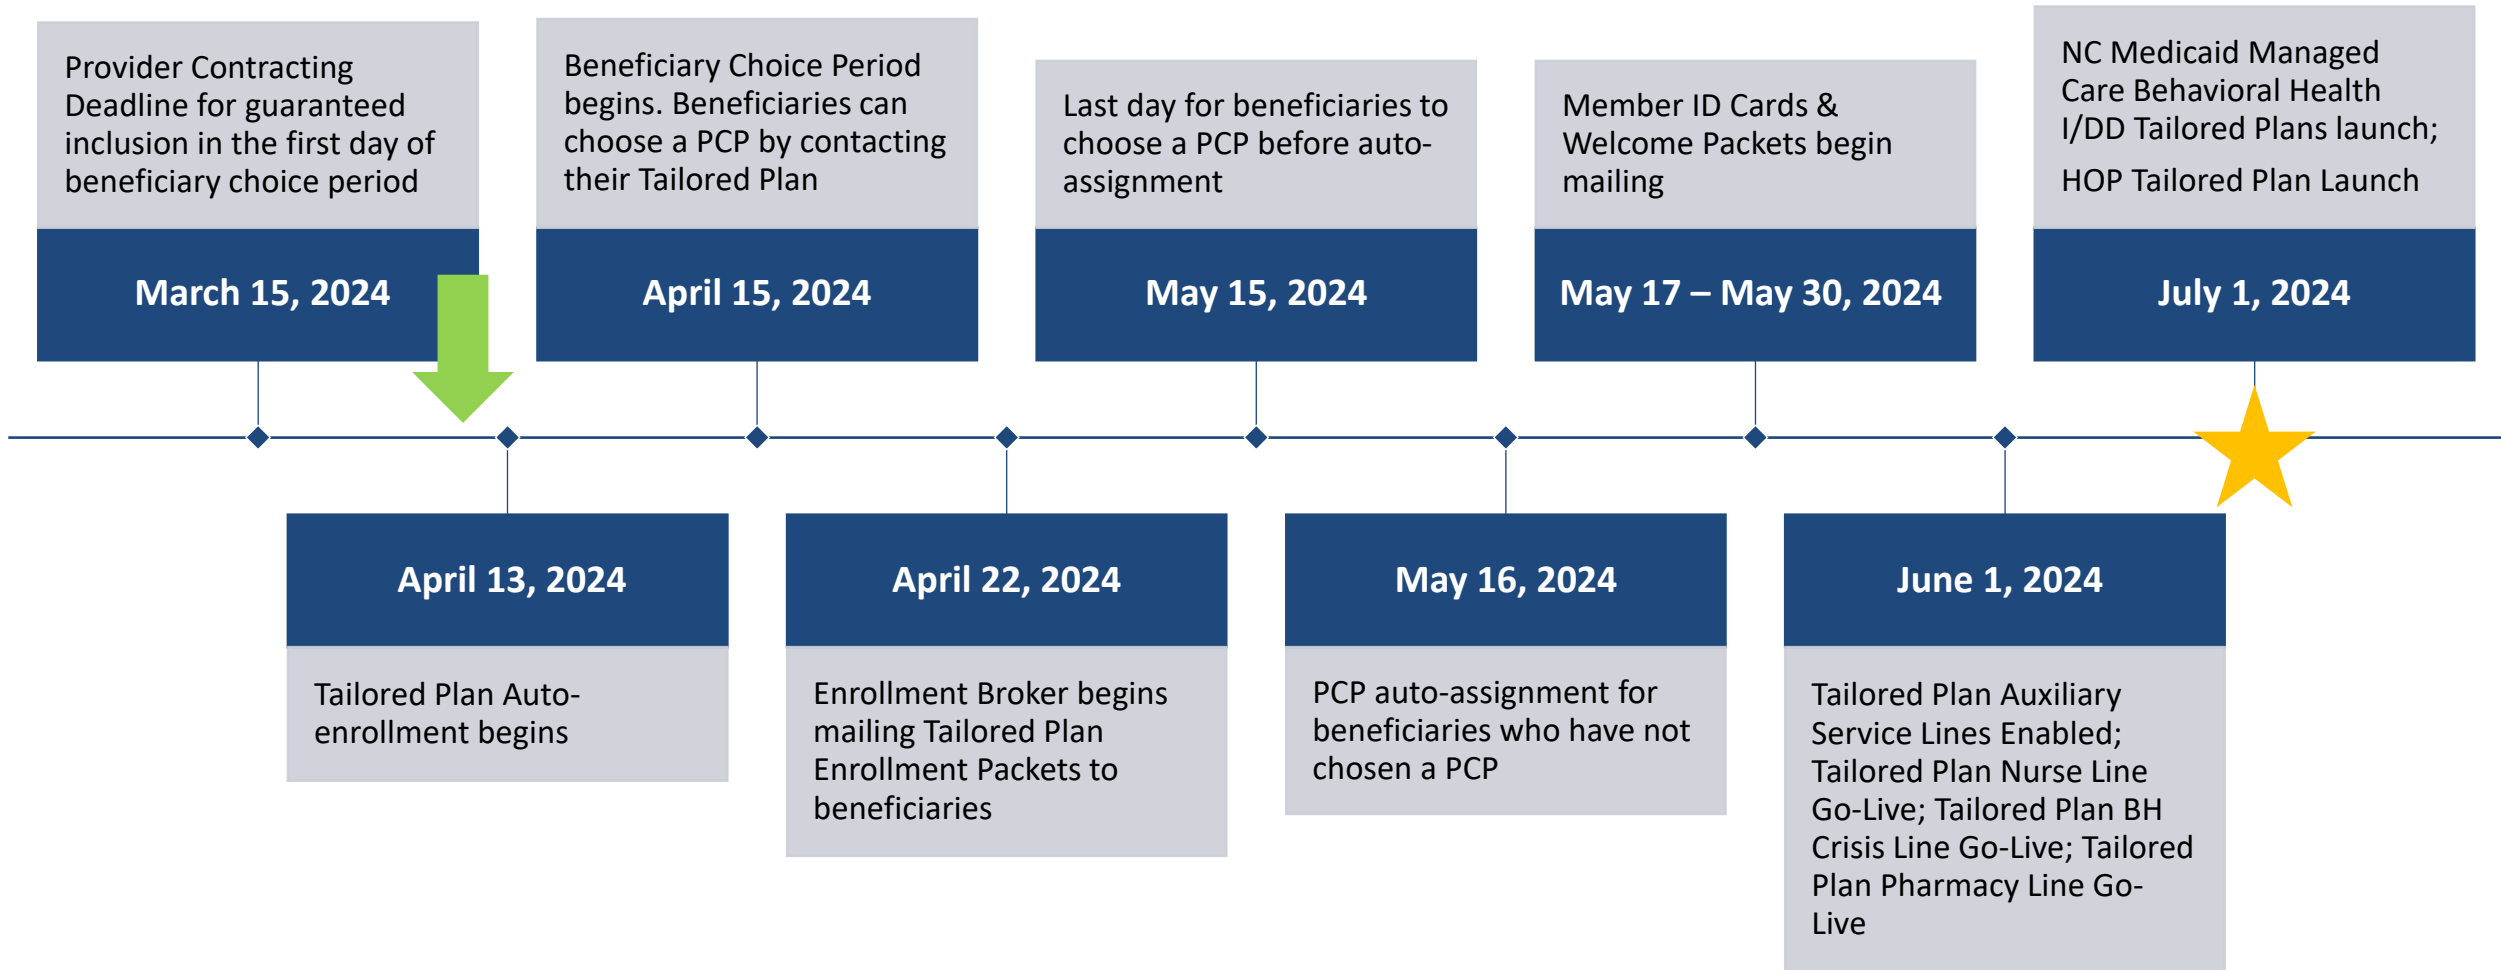 Provider Contracting
Deadline for guaranteed
inclusion in the first day of
beneficiary choice period
March 15, 2024
Beneficiary Choice Period
begins. Beneficiaries can
choose a PCP by contacting
their Tailored Plan
April 15, 2024
Last day for beneficiaries to
choose a PCP before auto-
assignment
May 15, 2024
Member ID Cards &
Welcome Packets begin
mailing
May 17 – May 30, 2024
NC Medicaid Managed
Care Behavioral Health
I/DD Tailored Plans launch;
HOP Tailored Plan Launch
July 1, 2024
April 13, 2024
Tailored Plan Auto-
enrollment begins
April 22, 2024
Enrollment Broker begins
mailing Tailored Plan
Enrollment Packets to
beneficiaries
May 16, 2024
PCP auto-assignment for
beneficiaries who have not
chosen a PCP
June 1, 2024
Tailored Plan Auxiliary
Service Lines Enabled;
Tailored Plan Nurse Line
Go-Live; Tailored Plan BH
Crisis Line Go-Live; Tailored
Plan Pharmacy Line Go-
Live